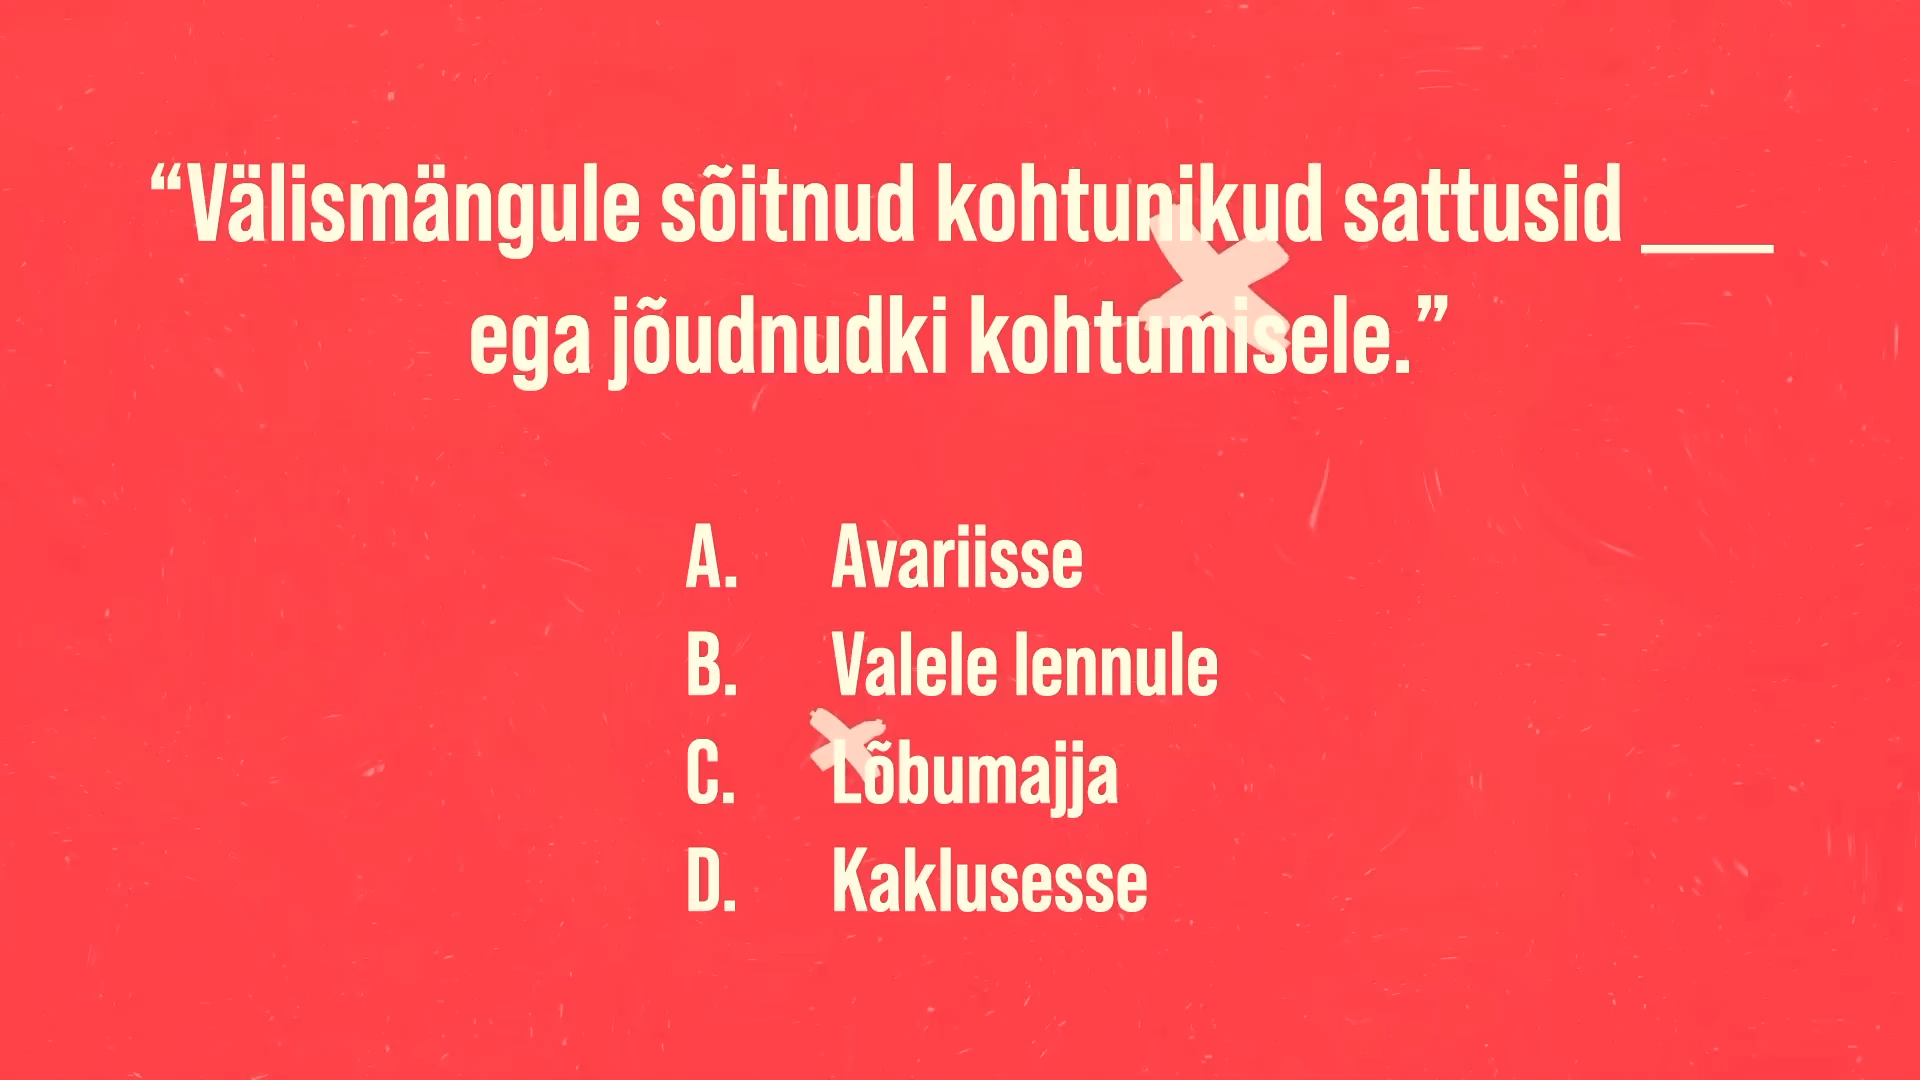 “Välismängule sõitnud kohtunikud sattusid ___
ega jõudnudki kohtumisele.”
A. Avariisse
B. Valele lennule
C. Lõbumajja
D. Kaklusesse